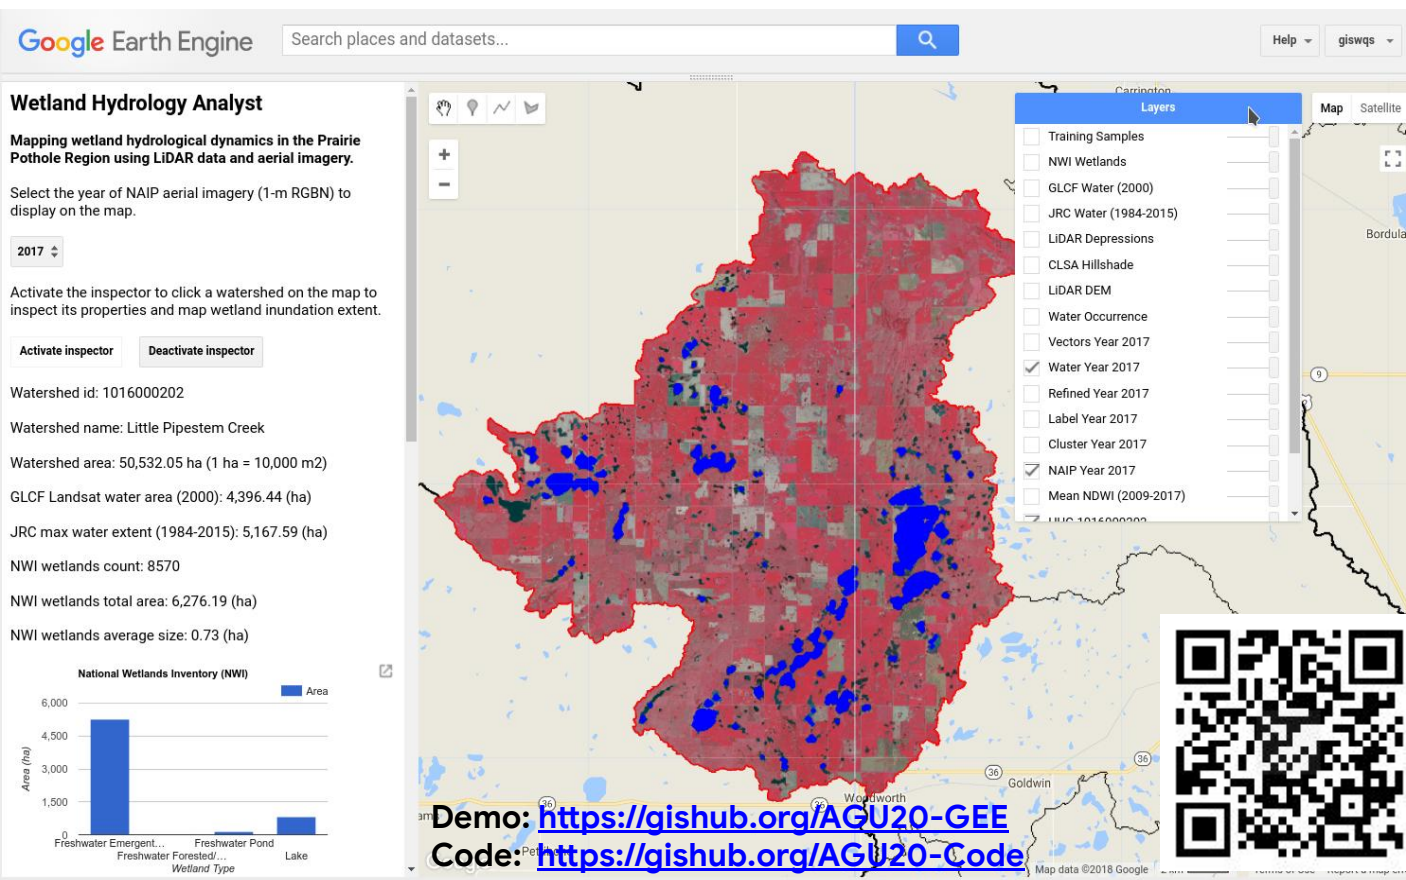 Google Earth Engine
Search places and datasets...
Help
giswqs
Wetland Hydrology Analyst
Mapping wetland hydrological dynamics in the Prairie
Pothole Region using LiDAR data and aerial imagery.
Select the year of NAIP aerial imagery (1-m RGBN) to
display on the map.
2017
Activate the inspector to click a watershed on the map to
inspect its properties and map wetland inundation extent.
Activate inspector
Deactivate inspector
Watershed id: 1016000202
Watershed name: Little Pipestem Creek
Watershed area: 50,532.05 ha (1 ha = 10,000 m2)
GLCF Landsat water area (2000): 4,396.44 (ha)
JRC max water extent (1984-2015): 5,167.59 (ha)
NWI wetlands count: 8570
NWI wetlands total area: 6,276.19 (ha)
NWI wetlands average size: 0.73 (ha)
National Wetlands Inventory (NWI)
Area
6,000
4,500
3,000
1,500
0
Area (ha)
Freshwater Emergent...
Freshwater Pond
Freshwater Forested/...
Lake
Wetland Type
Carrington
Layers
Map
Satellite
Training Samples
NWI Wetlands
GLCF Water (2000)
JRC Water (1984-2015)
LiDAR Depressions
CLSA Hillshade
LiDAR DEM
Water Occurrence
Vectors Year 2017
Water Year 2017
Refined Year 2017
Label Year 2017
Cluster Year 2017
NAIP Year 2017
Mean NDWI (2009-2017)
HUC 1016000202
Bordula
9
36
36
Goldwin
Woodworth
36
36
Demo: https://gishub.org/AGU20-GEE
Code: https://gishub.org/AGU20-Code
Map data ©2018 Google